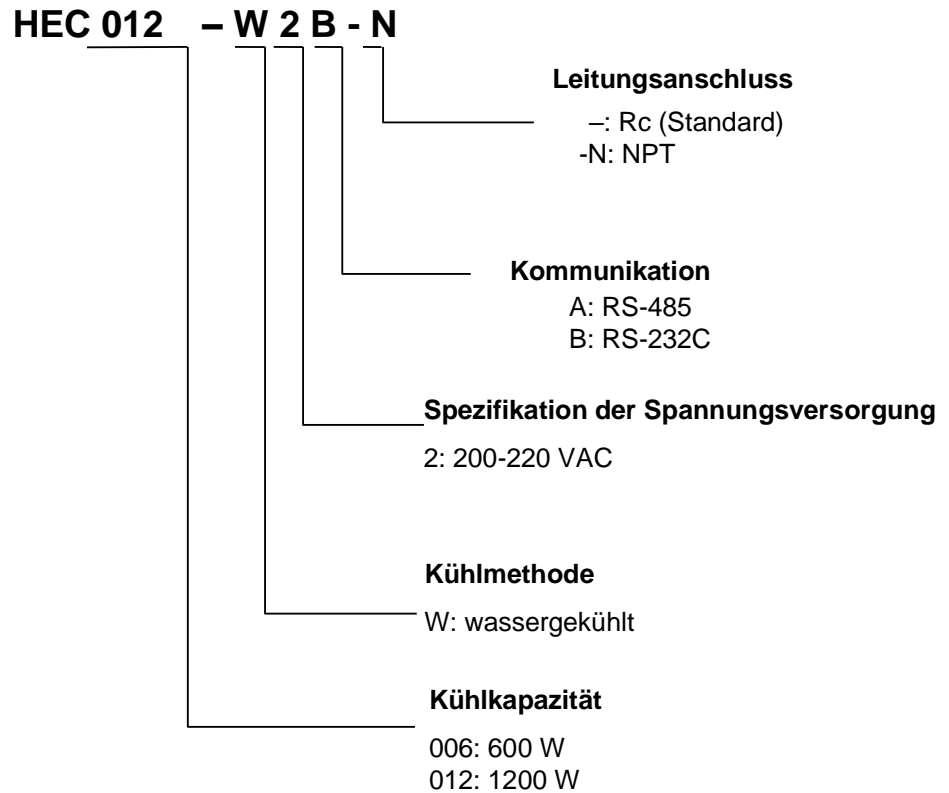 HEC 012 – W 2 B - N
Leitungsanschluss
–: Rc (Standard)
-N: NPT
Kommunikation
A: RS-485
B: RS-232C
Spezifikation der Spannungsversorgung
2: 200-220 VAC
Kühlmethode
W: wassergekühlt
Kühlkapazität
006: 600 W
012: 1200 W